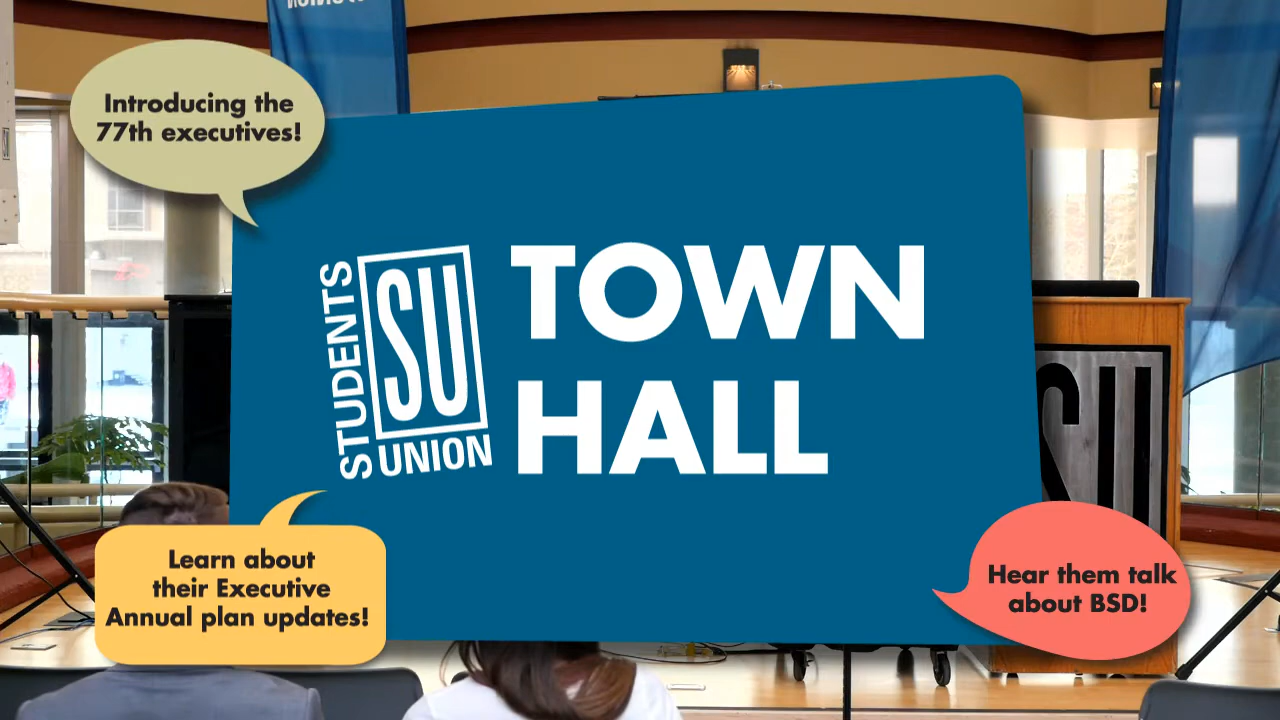 Introducing the
77th executives!
STUDENTS
SU
UNION
TOWN
HALL
SU
Learn about
their Executive
Annual plan updates!
Hear them talk
about BSD!